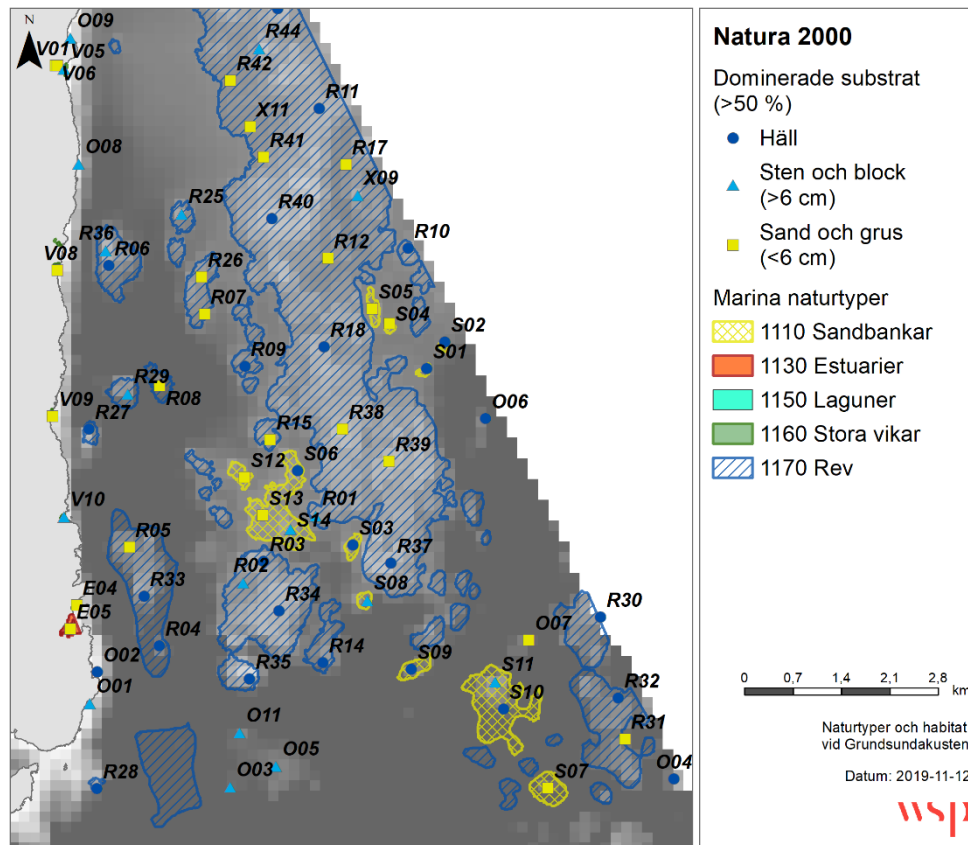 N
O09
V01
V05
V06
R44
R42
R11
X11
R41
R17
O08
X09
R25
R40
R36
R06
R10
V08
R12
R26
S05
R07
S04
S02
R18
S01
R09
R29
R08
O06
V09
R27
R38
R15
R39
S12
S06
S13
R01
V10
S14
S03
R05
R03
R02
R37
R33
S08
R34
E04
R30
E05
O07
R04
R14
O02
S09
R35
S11
O01
R32
S10
O11
R31
O05
O04
R28
O03
S07
Natura 2000
Dominerade substrat
(>50 %)
Häll
Sten och block
(>6 cm)
Sand och grus
(<6 cm)
Marina naturtyper
1110 Sandbankar
1130 Estuarier
1150 Laguner
1160 Stora vikar
1170 Rev
0 0,7 1,4 2,1 2,8
km
Naturtyper och habitat
vid Grundsundakusten
Datum: 2019-11-12
wsp